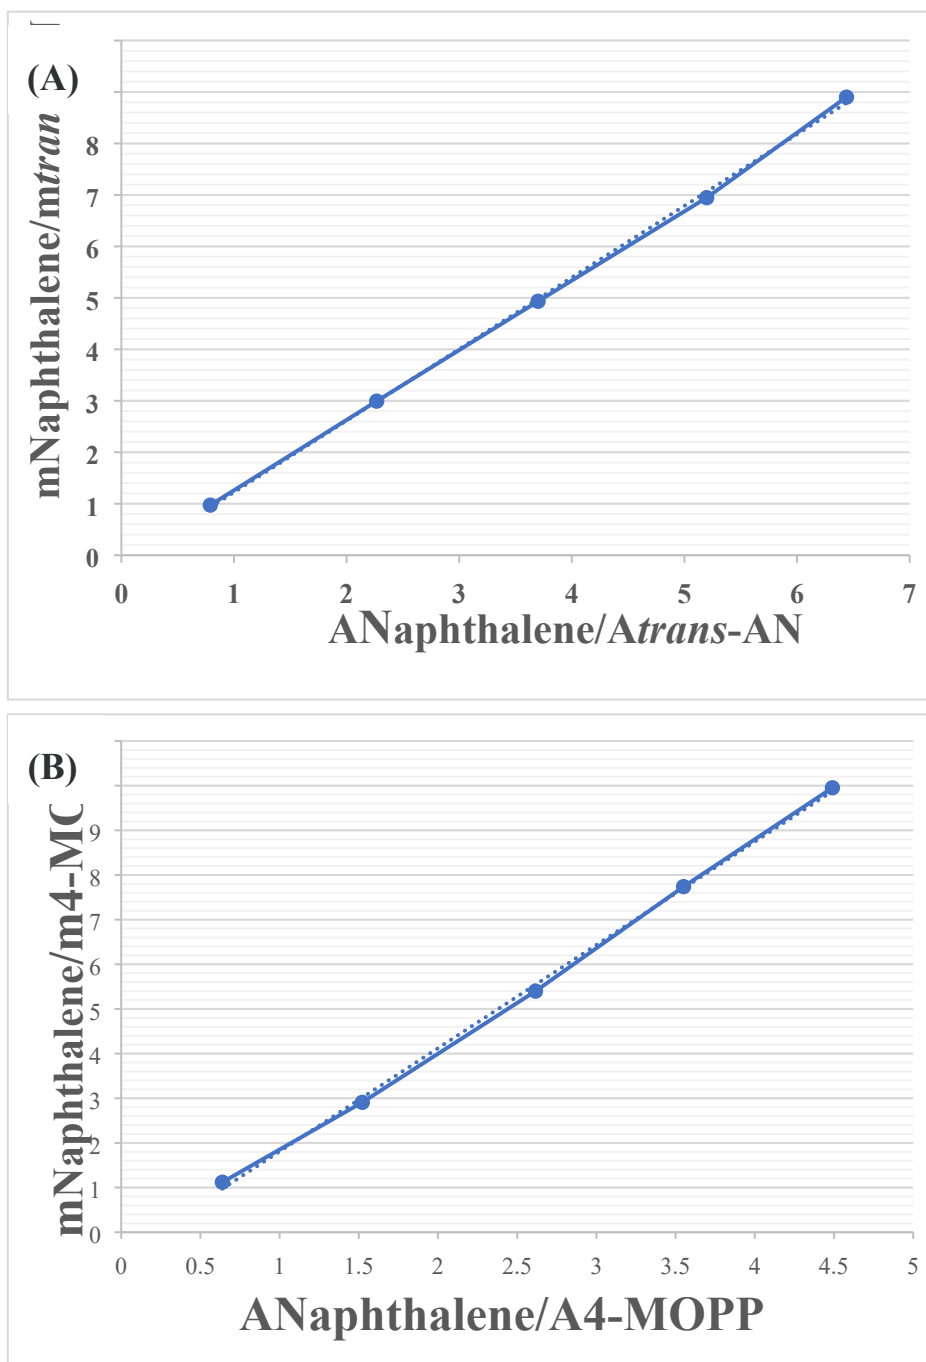 (A)
mNaphthalene/mtran
8
7
6
5
4
3
2
1
0
0 1 2 3 4 5 6 7
ANaphthalene/Atrans-AN
(B)
mNaphthalene/m4-MC
9
8
7
6
5
4
3
2
1
0
0 0.5 1 1.5 2 2.5 3 3.5 4 4.5 5
ANaphthalene/A4-MOPP